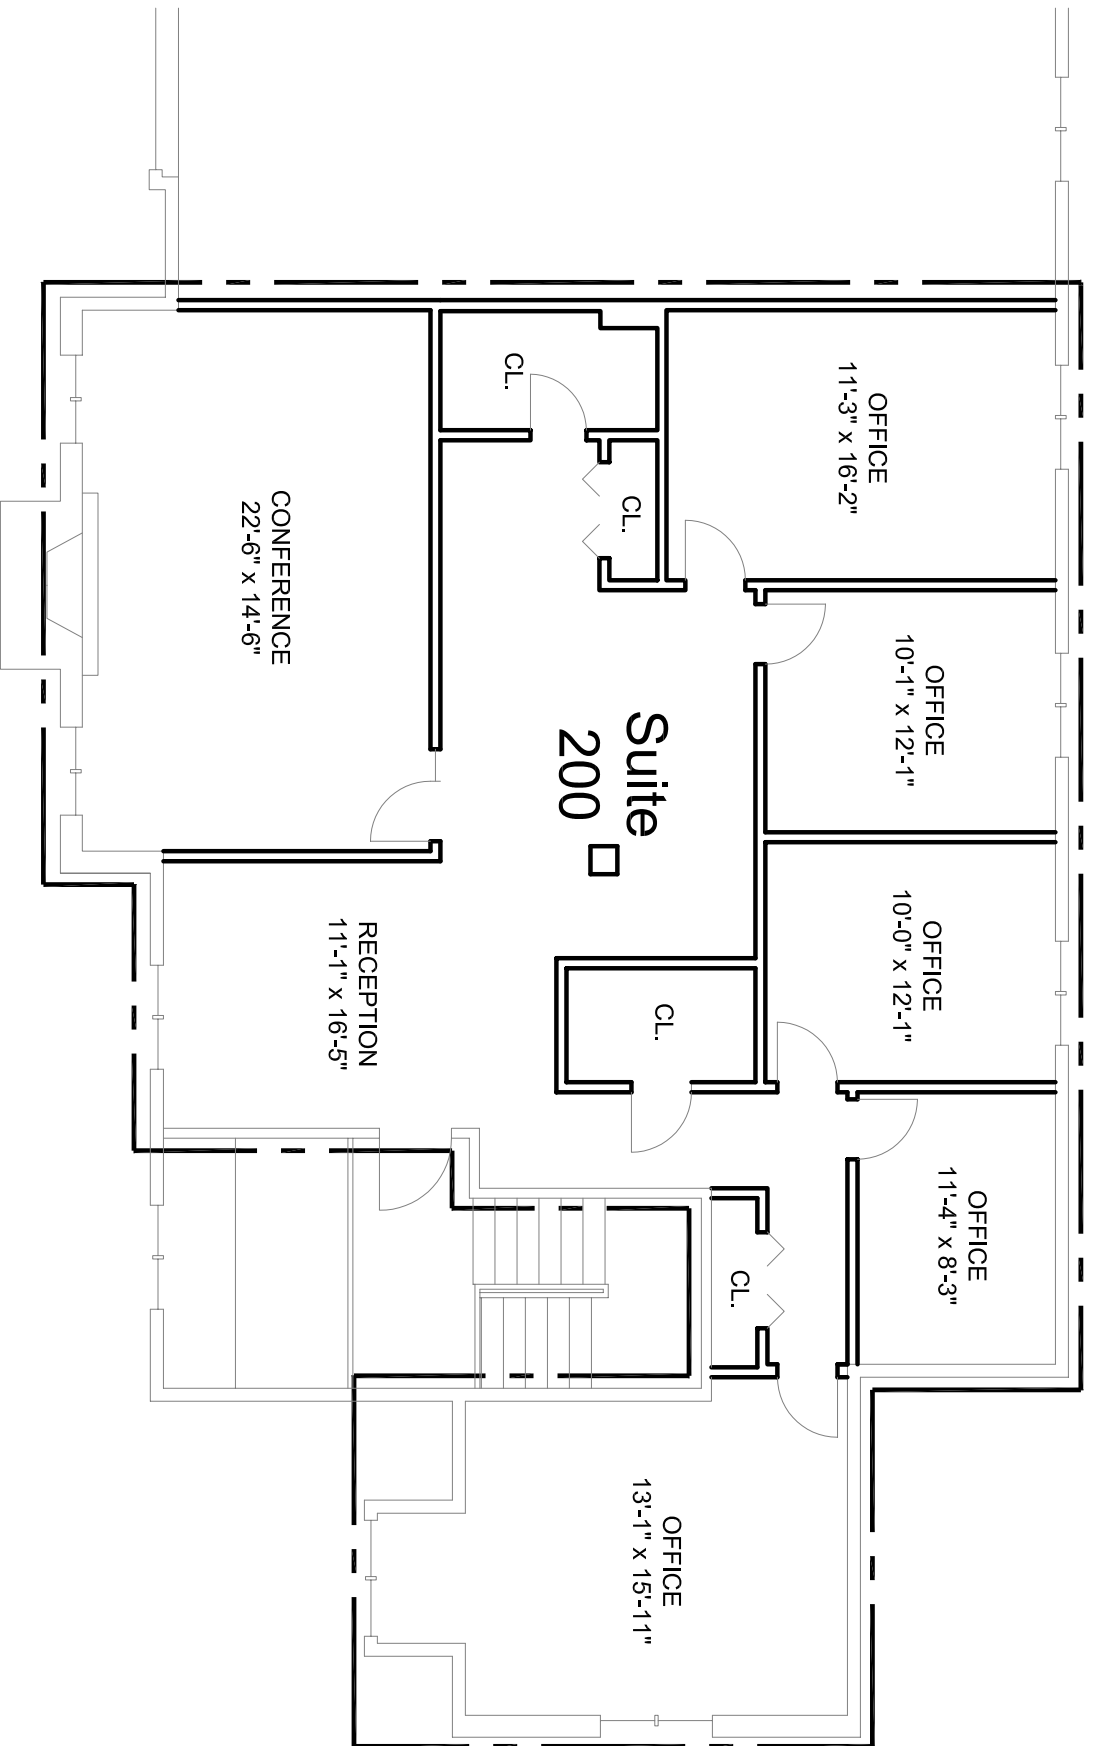 OFFICE
11'-3" x 16'-2"
OFFICE
10'-1" x 12'-1"
OFFICE
10'-0" x 12'-1"
OFFICE
11'-4" x 8'-3"
CL.
CL.
Suite
200
CL.
CL.
OFFICE
13'-1" x 15'-11"
CONFERENCE
22'-6" x 14'-6"
RECEPTION
11'-1" x 16'-5"